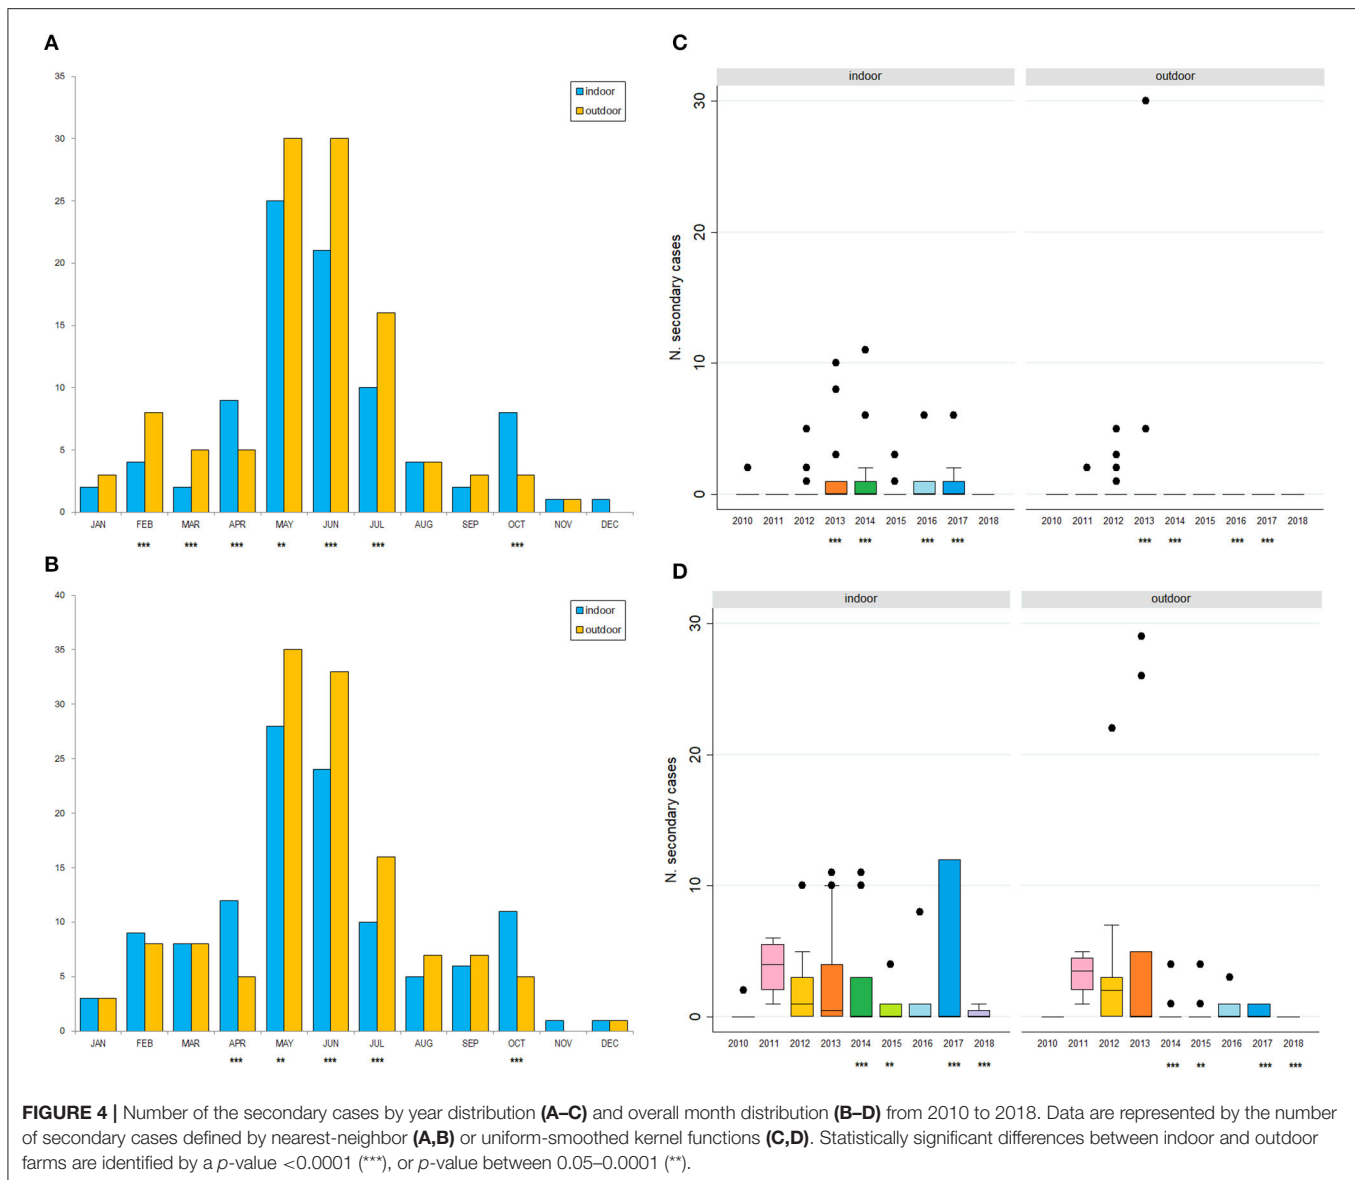 A
35
30
25
20
15
10
5
0
indoor
outdoor
JAN FEB MAR APR MAY JUN JUL AUG SEP OCT NOV DEC
*** *** *** ** *** *** ***
B
40
35
30
25
20
15
10
5
0
indoor
outdoor
JAN FEB MAR APR MAY JUN JUL AUG SEP OCT NOV DEC
*** ** *** *** ***
C
indoor outdoor
N. secondary cases
30
20
10
0
2010 2011 2012 2013 2014 2015 2016 2017 2018 2010 2011 2012 2013 2014 2015 2016 2017 2018
*** *** *** *** *** *** *** ***
D
indoor outdoor
N. secondary cases
30
20
10
0
2010 2011 2012 2013 2014 2015 2016 2017 2018 2010 2011 2012 2013 2014 2015 2016 2017 2018
*** ** *** *** *** ** *** ***
FIGURE 4 | Number of the secondary cases by year distribution (A–C) and overall month distribution (B–D) from 2010 to 2018. Data are represented by the number
of secondary cases defined by nearest-neighbor (A,B) or uniform-smoothed kernel functions (C,D). Statistically significant differences between indoor and outdoor
farms are identified by a p-value <0.0001 (***), or p-value between 0.05–0.0001 (**).